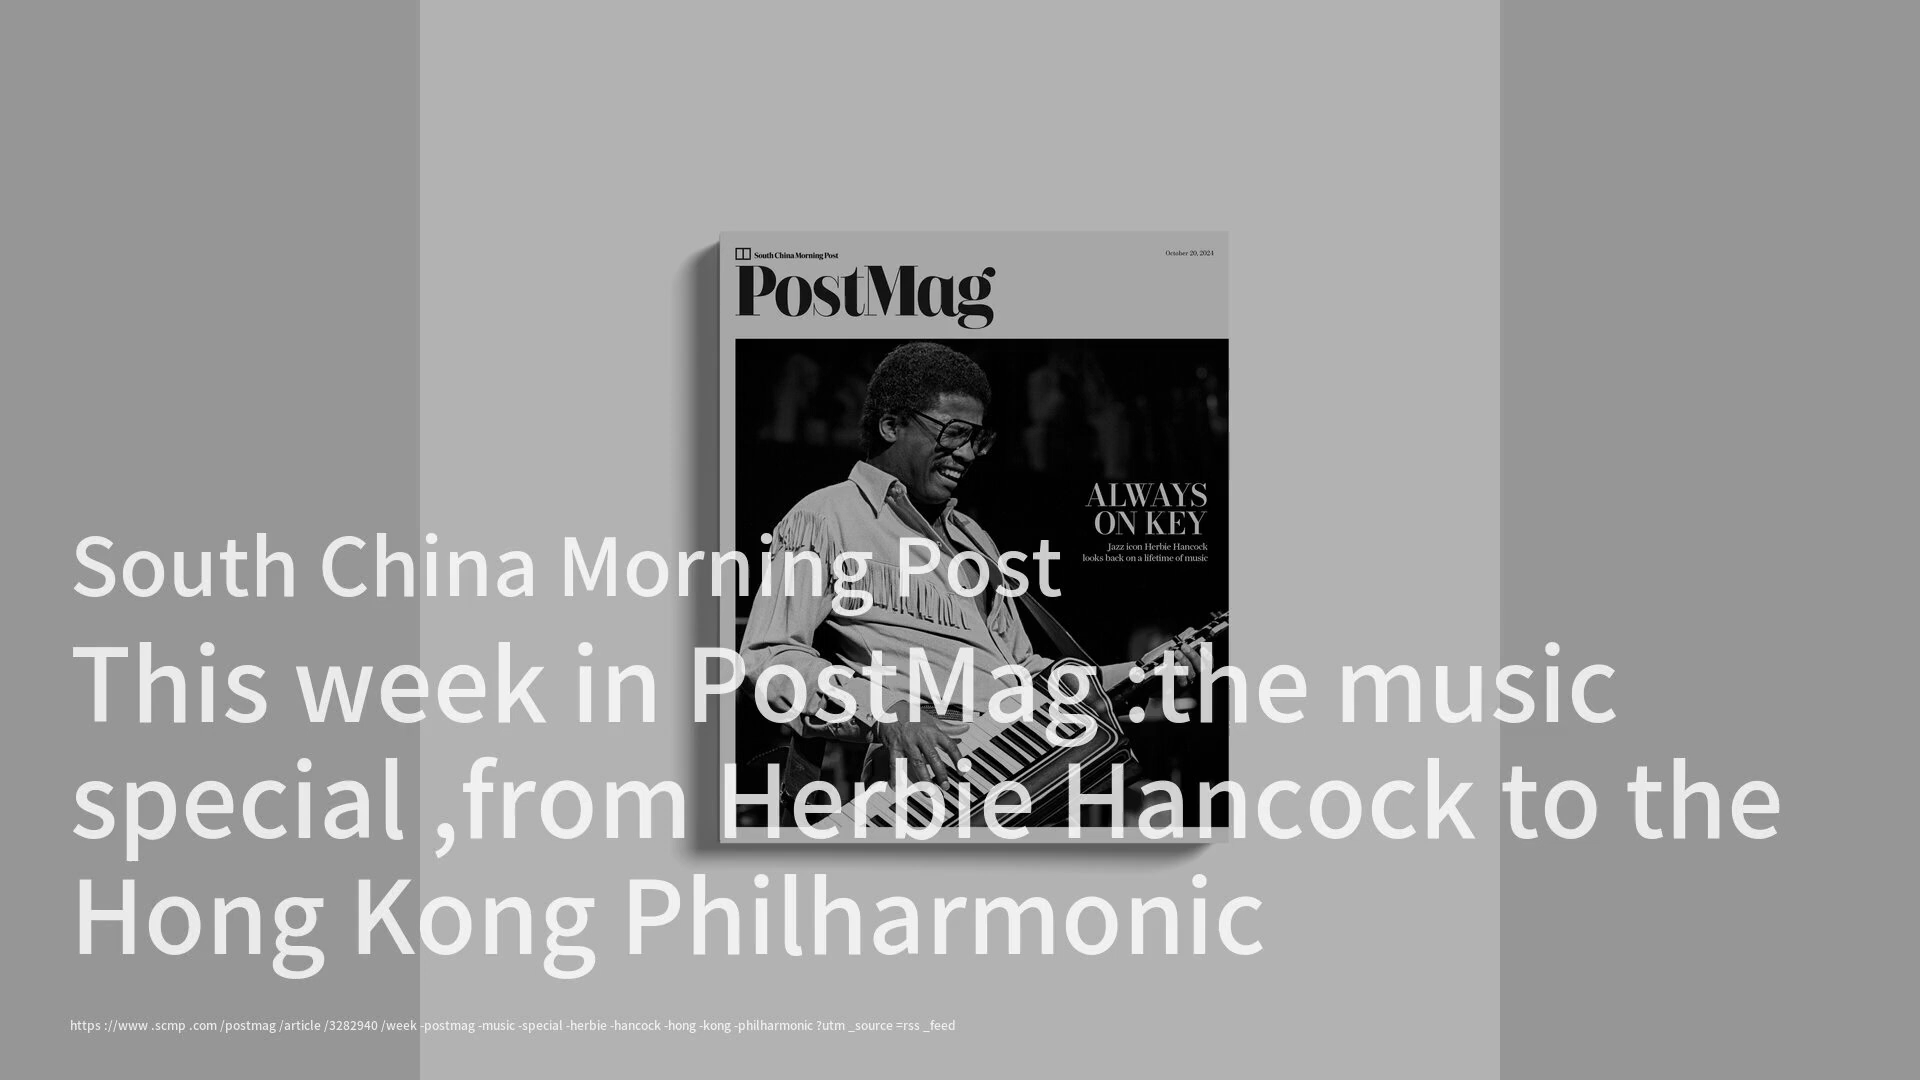 South China Morning Post
October 20, 2024
PostMag
ALWAYS
ON KEY
Jazz icon Herbie Hancock
looks back on a lifetime of music
South China Morning Post
This week in PostMag :the music
special ,from Herbie Hancock to the
Hong Kong Philharmonic
https ://www .scmp .com /postmag /article /3282940 /week -postmag -music -special -herbie -hancock -hong -kong -philharmonic ?utm _source =rss _feed